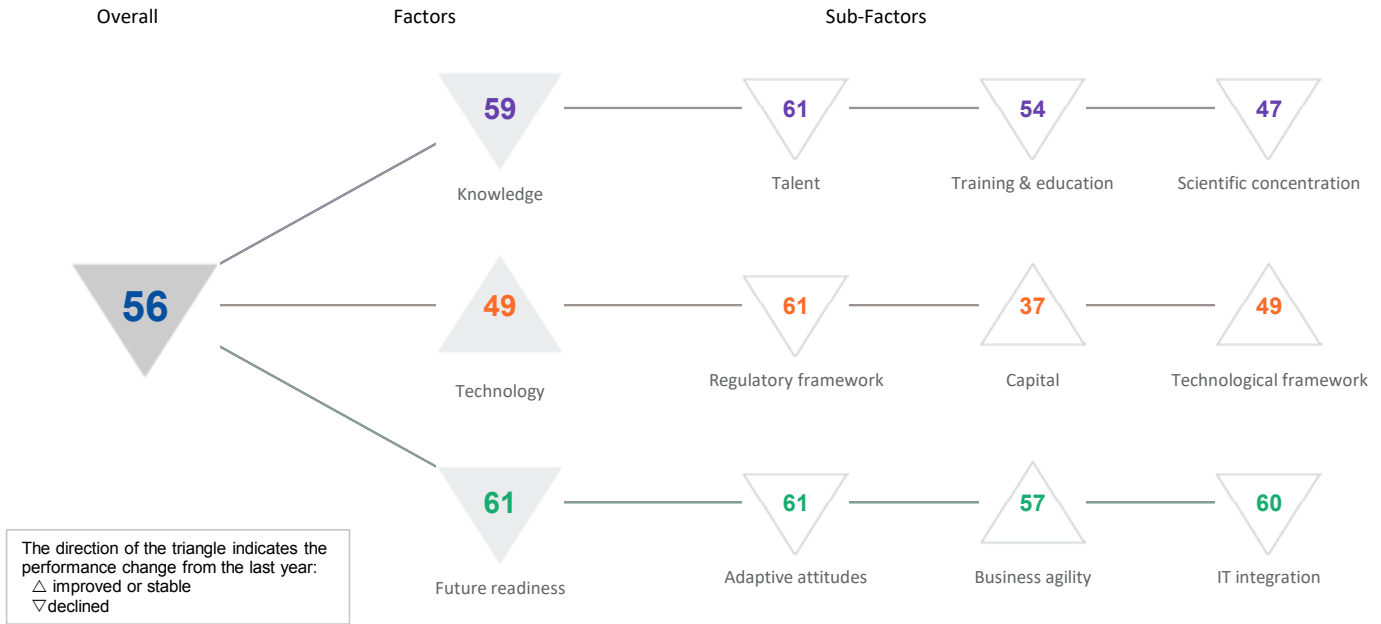 Overall Factors Sub-Factors
59 61 54 47
Knowledge Talent Training & education Scientific concentration
56 49 61 37 49
Technology Regulatory framework Capital Technological framework
61 61 57 60
Future readiness Adaptive attitudes Business agility IT integration
The direction of the triangle indicates the
performance change from the last year:
△ improved or stable
▽declined